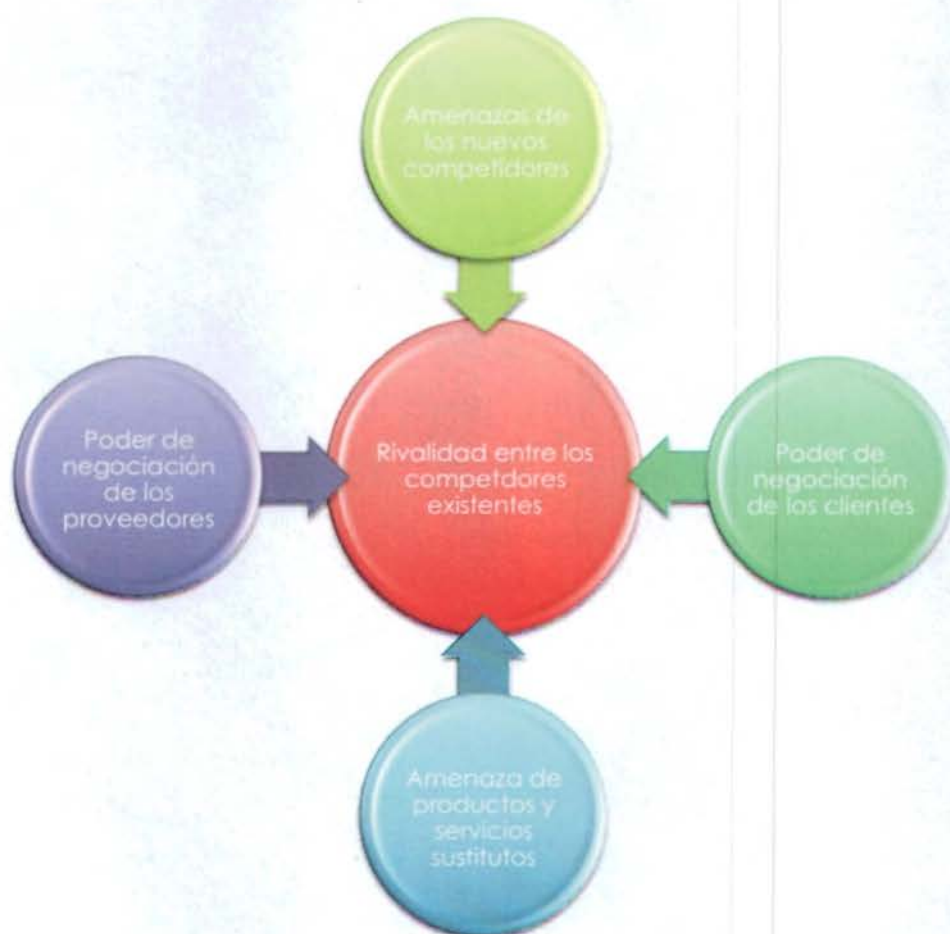 Amenazas de
los nuevos
competidores
Poder de
negociación
de los
proveedores
Rivalidad entre los
competdores
existentes
Poder de
negociación
de los clientes
Amenaza de
productos y
servicios
sustitutos